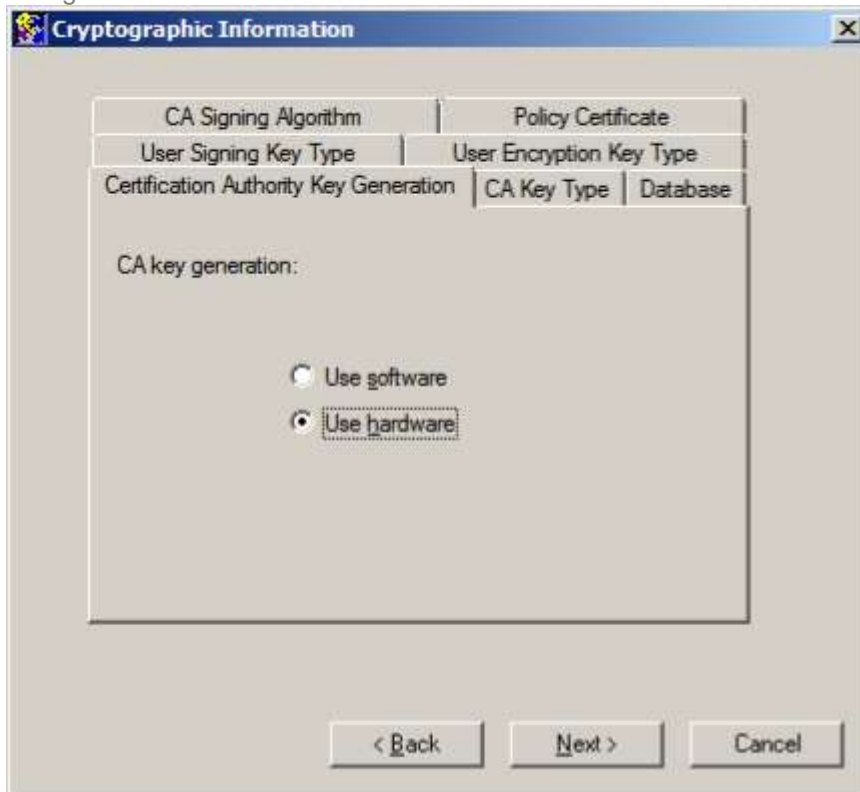 Cryptographic Information
CA Signing Algorithm Policy Certificate
User Signing Key Type User Encryption Key Type
Certification Authority Key Generation CA Key Type Database
CA key generation:
Use software
Use hardware
< Back Next > Cancel